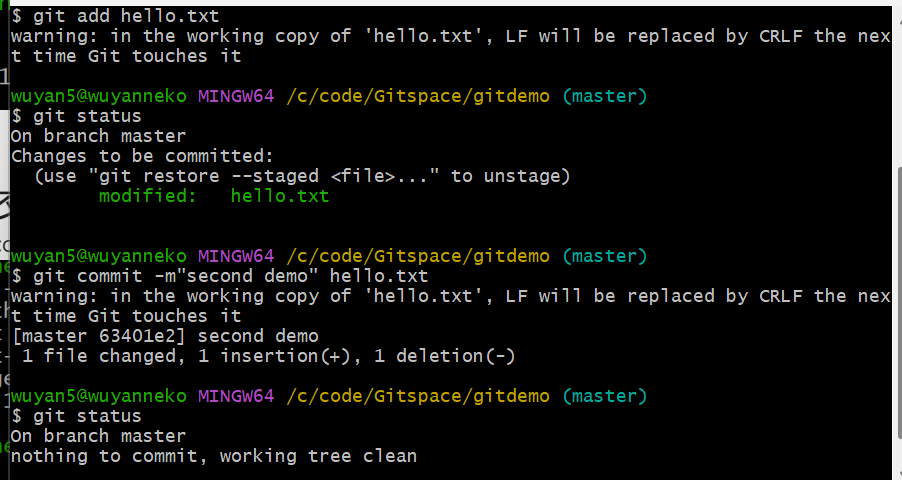 $ git add hello.txt
warning: in the working copy of 'hello.txt', LF will be replaced by CRLF the nex
t time Git touches it
wuyan5@wuyanneko MINGW64 /c/code/Gitspace/gitdemo (master)
$ git status
On branch master
Changes to be committed:
  (use "git restore --staged <file>..." to unstage)
        modified:   hello.txt
wuyan5@wuyanneko MINGW64 /c/code/Gitspace/gitdemo (master)
$ git commit -m"second demo" hello.txt
warning: in the working copy of 'hello.txt', LF will be replaced by CRLF the nex
t time Git touches it
[master 63401e2] second demo
 1 file changed, 1 insertion(+), 1 deletion(-)
wuyan5@wuyanneko MINGW64 /c/code/Gitspace/gitdemo (master)
$ git status
On branch master
nothing to commit, working tree clean